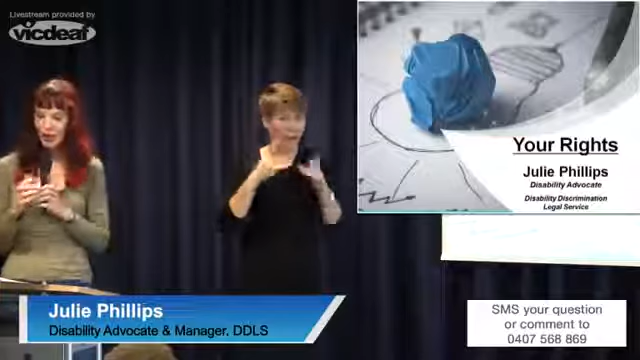 Livestream provided by
vicdeaf
Your Rights
Julie Phillips
Disability Advocate
Disability Discrimination
Legal Service
Julie Phillips
Disability Advocate & Manager, DDLS
SMS your question
or comment to
0407 568 869